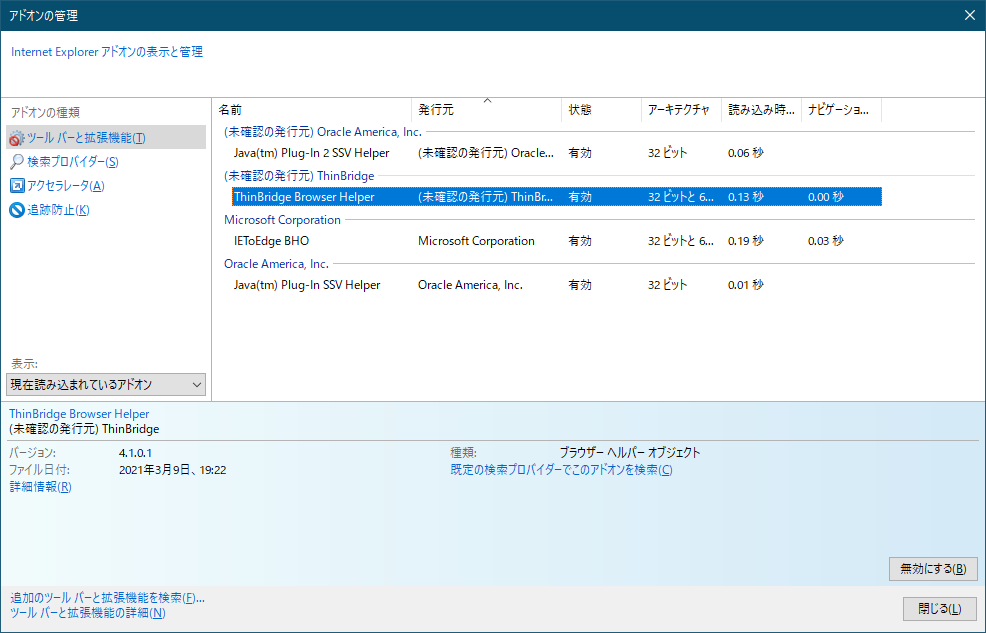 アドオンの管理
Internet Explorer アドオンの表示と管理
アドオンの種類
ツール バーと拡張機能(T)
検索プロバイダー(S)
アクセラレータ(A)
追跡防止(K)
表示:
現在読み込まれているアドオン
名前 発行元 状態 アーキテクチャ 読み込み時... ナビゲーショ...
(未確認の発行元) Oracle America, Inc.
Java(tm) Plug-In 2 SSV Helper (未確認の発行元) Oracle... 有効 32 ビット 0.06 秒
(未確認の発行元) ThinBridge
ThinBridge Browser Helper (未確認の発行元) ThinBr... 有効 32 ビットと 6... 0.13 秒 0.00 秒
Microsoft Corporation
IEToEdge BHO Microsoft Corporation 有効 32 ビットと 6... 0.19 秒 0.03 秒
Oracle America, Inc.
Java(tm) Plug-In SSV Helper Oracle America, Inc. 有効 32 ビット 0.01 秒
ThinBridge Browser Helper
(未確認の発行元) ThinBridge
バージョン: 4.1.0.1 種類: ブラウザー ヘルパー オブジェクト
ファイル日付: 2021年3月9日、19:22 既定の検索プロバイダーでこのアドオンを検索(C)
詳細情報(R)
無効にする(B)
追加のツール バーと拡張機能を検索(F)...
ツール バーと拡張機能の詳細(N)
閉じる(L)